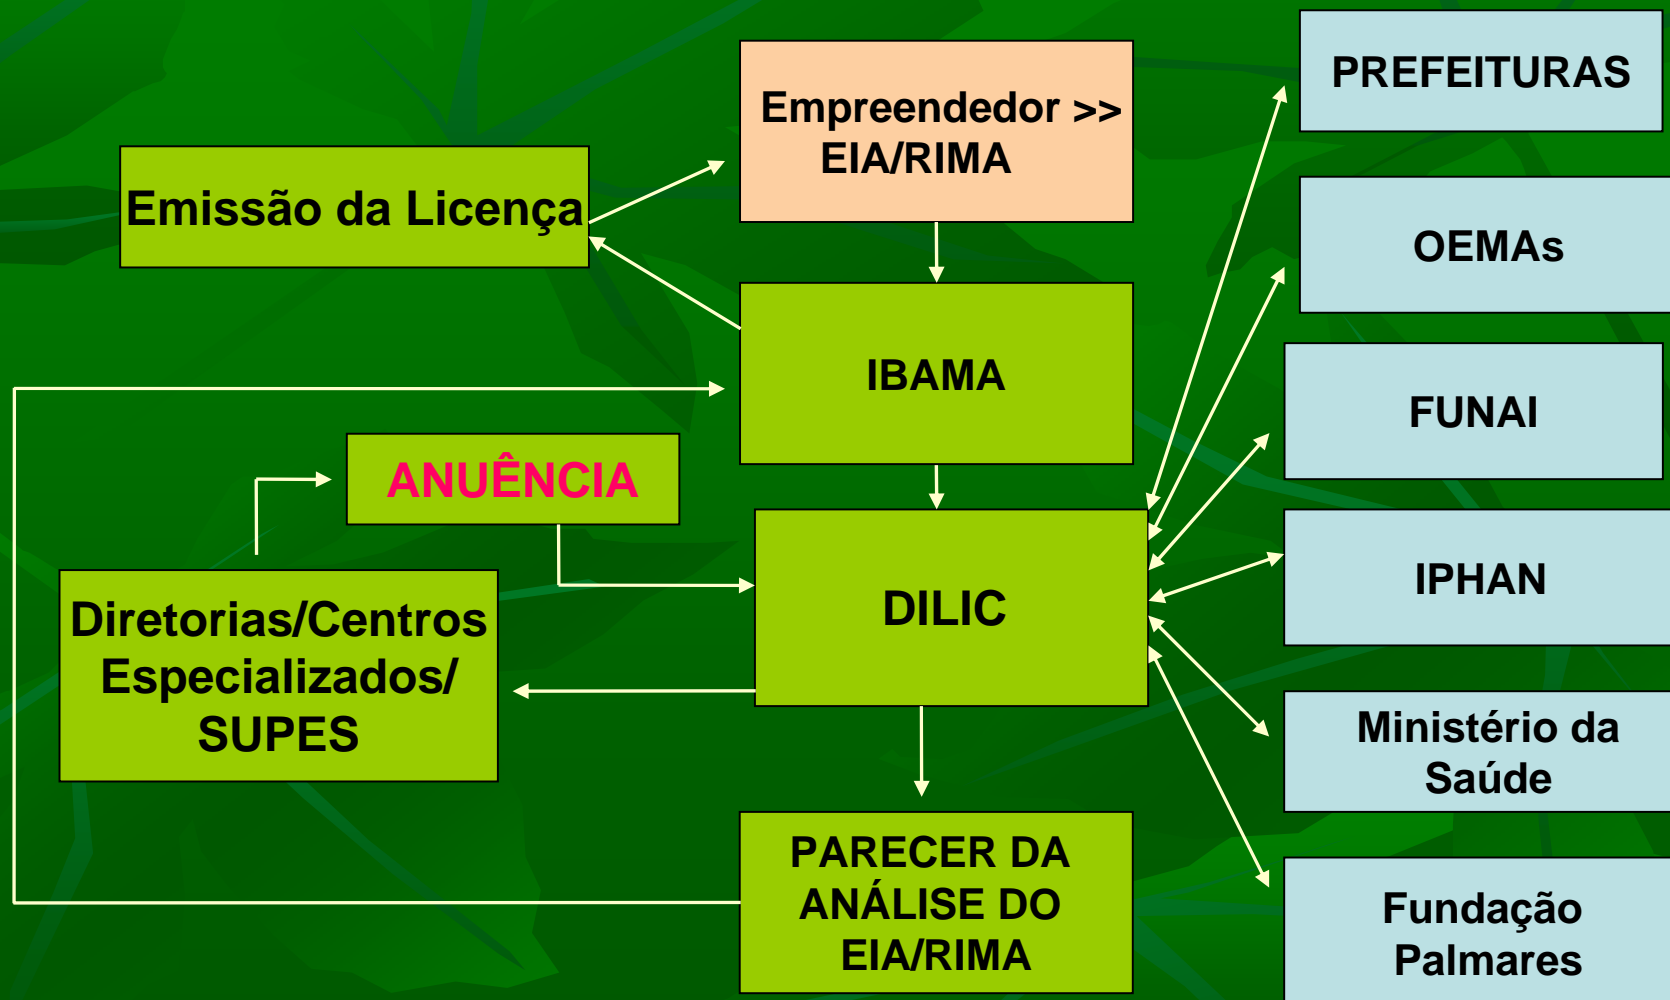 PREFEITURAS
Empreendedor >>
EIA/RIMA
Emissão da Licença
OEMAs
IBAMA
FUNAI
ANUÊNCIA
DILIC
IPHAN
Diretorias/Centros
Especializados/
SUPES
Ministério da
Saúde
PARECER DA
ANÁLISE DO
EIA/RIMA
Fundação
Palmares